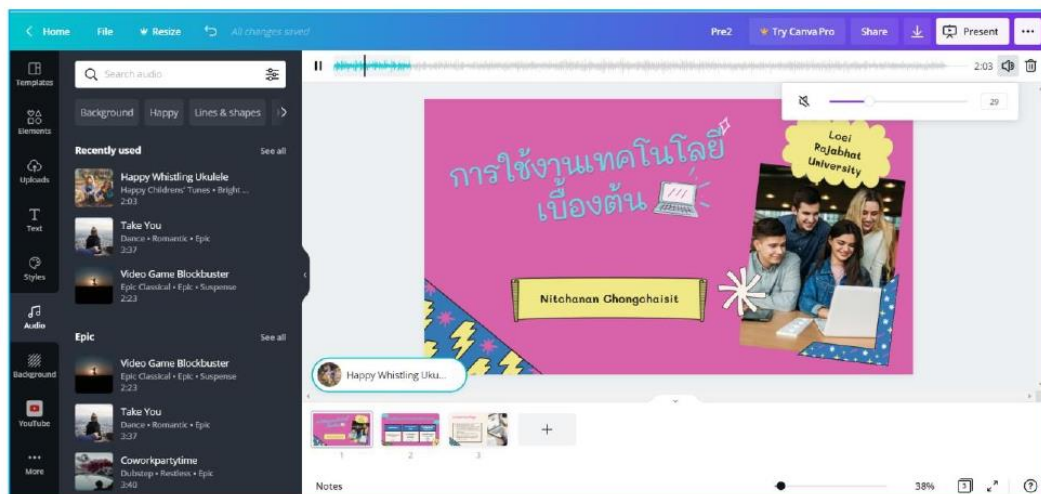 Home File Resize All changes saved Pre2 Try Canva Pro Share Present
Templates
Elements
Uploads
Text
Styles
Audio
Background
YouTube
More
Search audio
Background Happy Lines & shapes
Recently used See all
Happy Whistling Ukulele
Happy Childrens' Tunes • Bright ...
2:03
Take You
Dance • Romantic • Epic
3:37
Video Game Blockbuster
Epic Classical • Epic • Suspense
2:23
Epic See all
Video Game Blockbuster
Epic Classical • Epic • Suspense
2:23
Take You
Dance • Romantic • Epic
3:37
Coworkpartytime
Dubstep • Restless • Epic
3:40
2:03
29
การใช้งานเทคโนโลยี
เบื้องต้น
Loei
Rajabhat
University
Nitchanan Ghongchaisit
Happy Whistling Uku...
1 2 3
Notes 38% 3